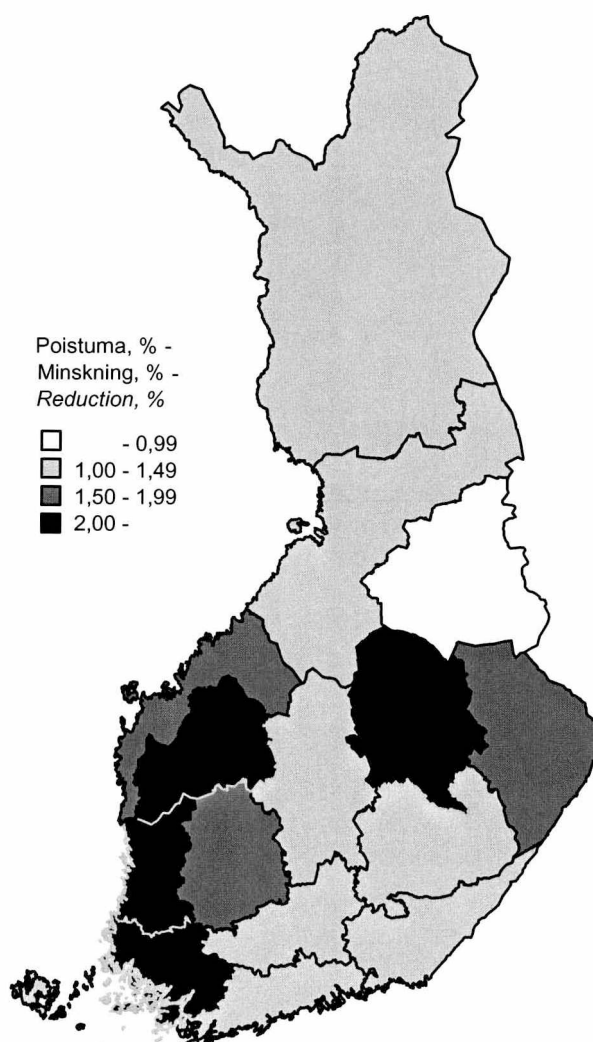 Poistuma, % -
Minskning, % -
Reduction, %
- 0,99
1,00 - 1,49
1,50 - 1,99
2,00 -